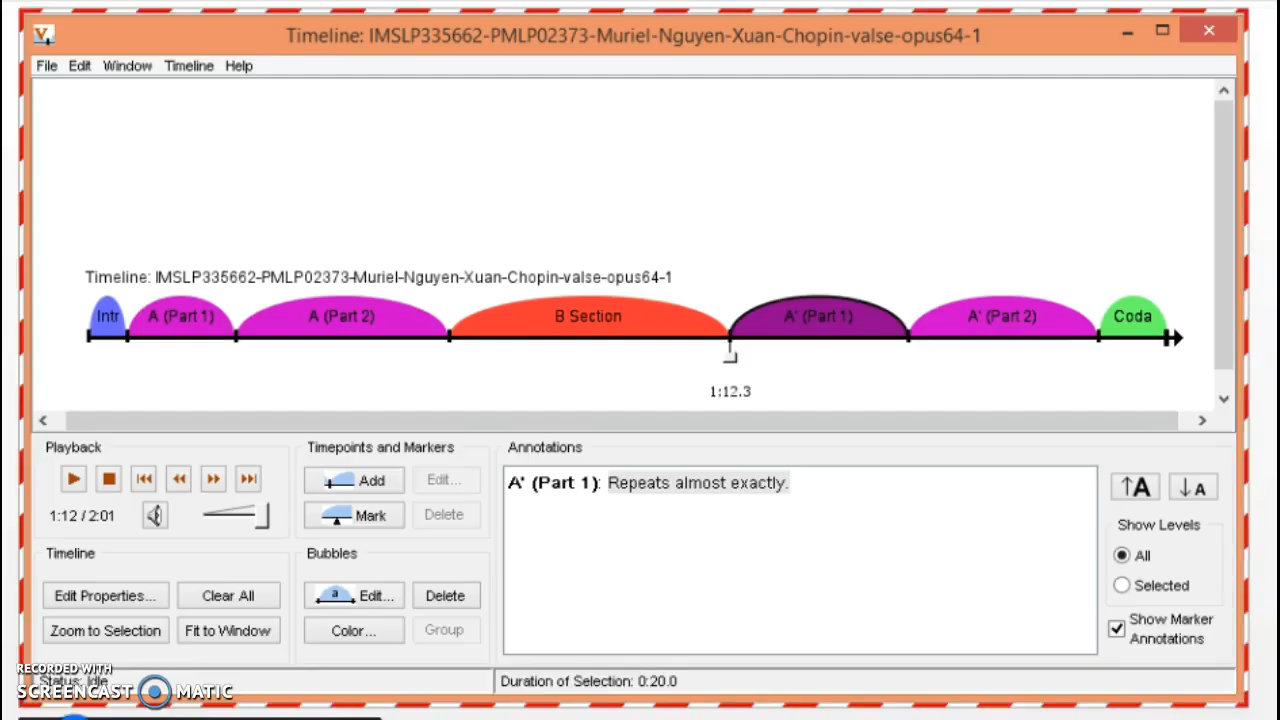 Timeline: IMSLP335662-PMLP02373-Muriel-Nguyen-Xuan-Chopin-valse-opus64-1
File Edit Window Timeline Help
Timeline: IMSLP335662-PMLP02373-Muriel-Nguyen-Xuan-Chopin-valse-opus64-1
Intr A (Part 1) A (Part 2) B Section A' (Part 1) A' (Part 2) Coda
1:12.3
Playback
1:12 / 2:01
Timepoints and Markers
Add Edit...
Mark Delete
Annotations
A' (Part 1): Repeats almost exactly.
↑A ↓A
Show Levels
All
Selected
Show Marker
Annotations
Timeline
Edit Properties... Clear All
Zoom to Selection Fit to Window
Bubbles
a Edit... Delete
Color... Group
Status: Idle
Duration of Selection: 0:20.0
RECORDED WITH
SCREENCAST MATIC